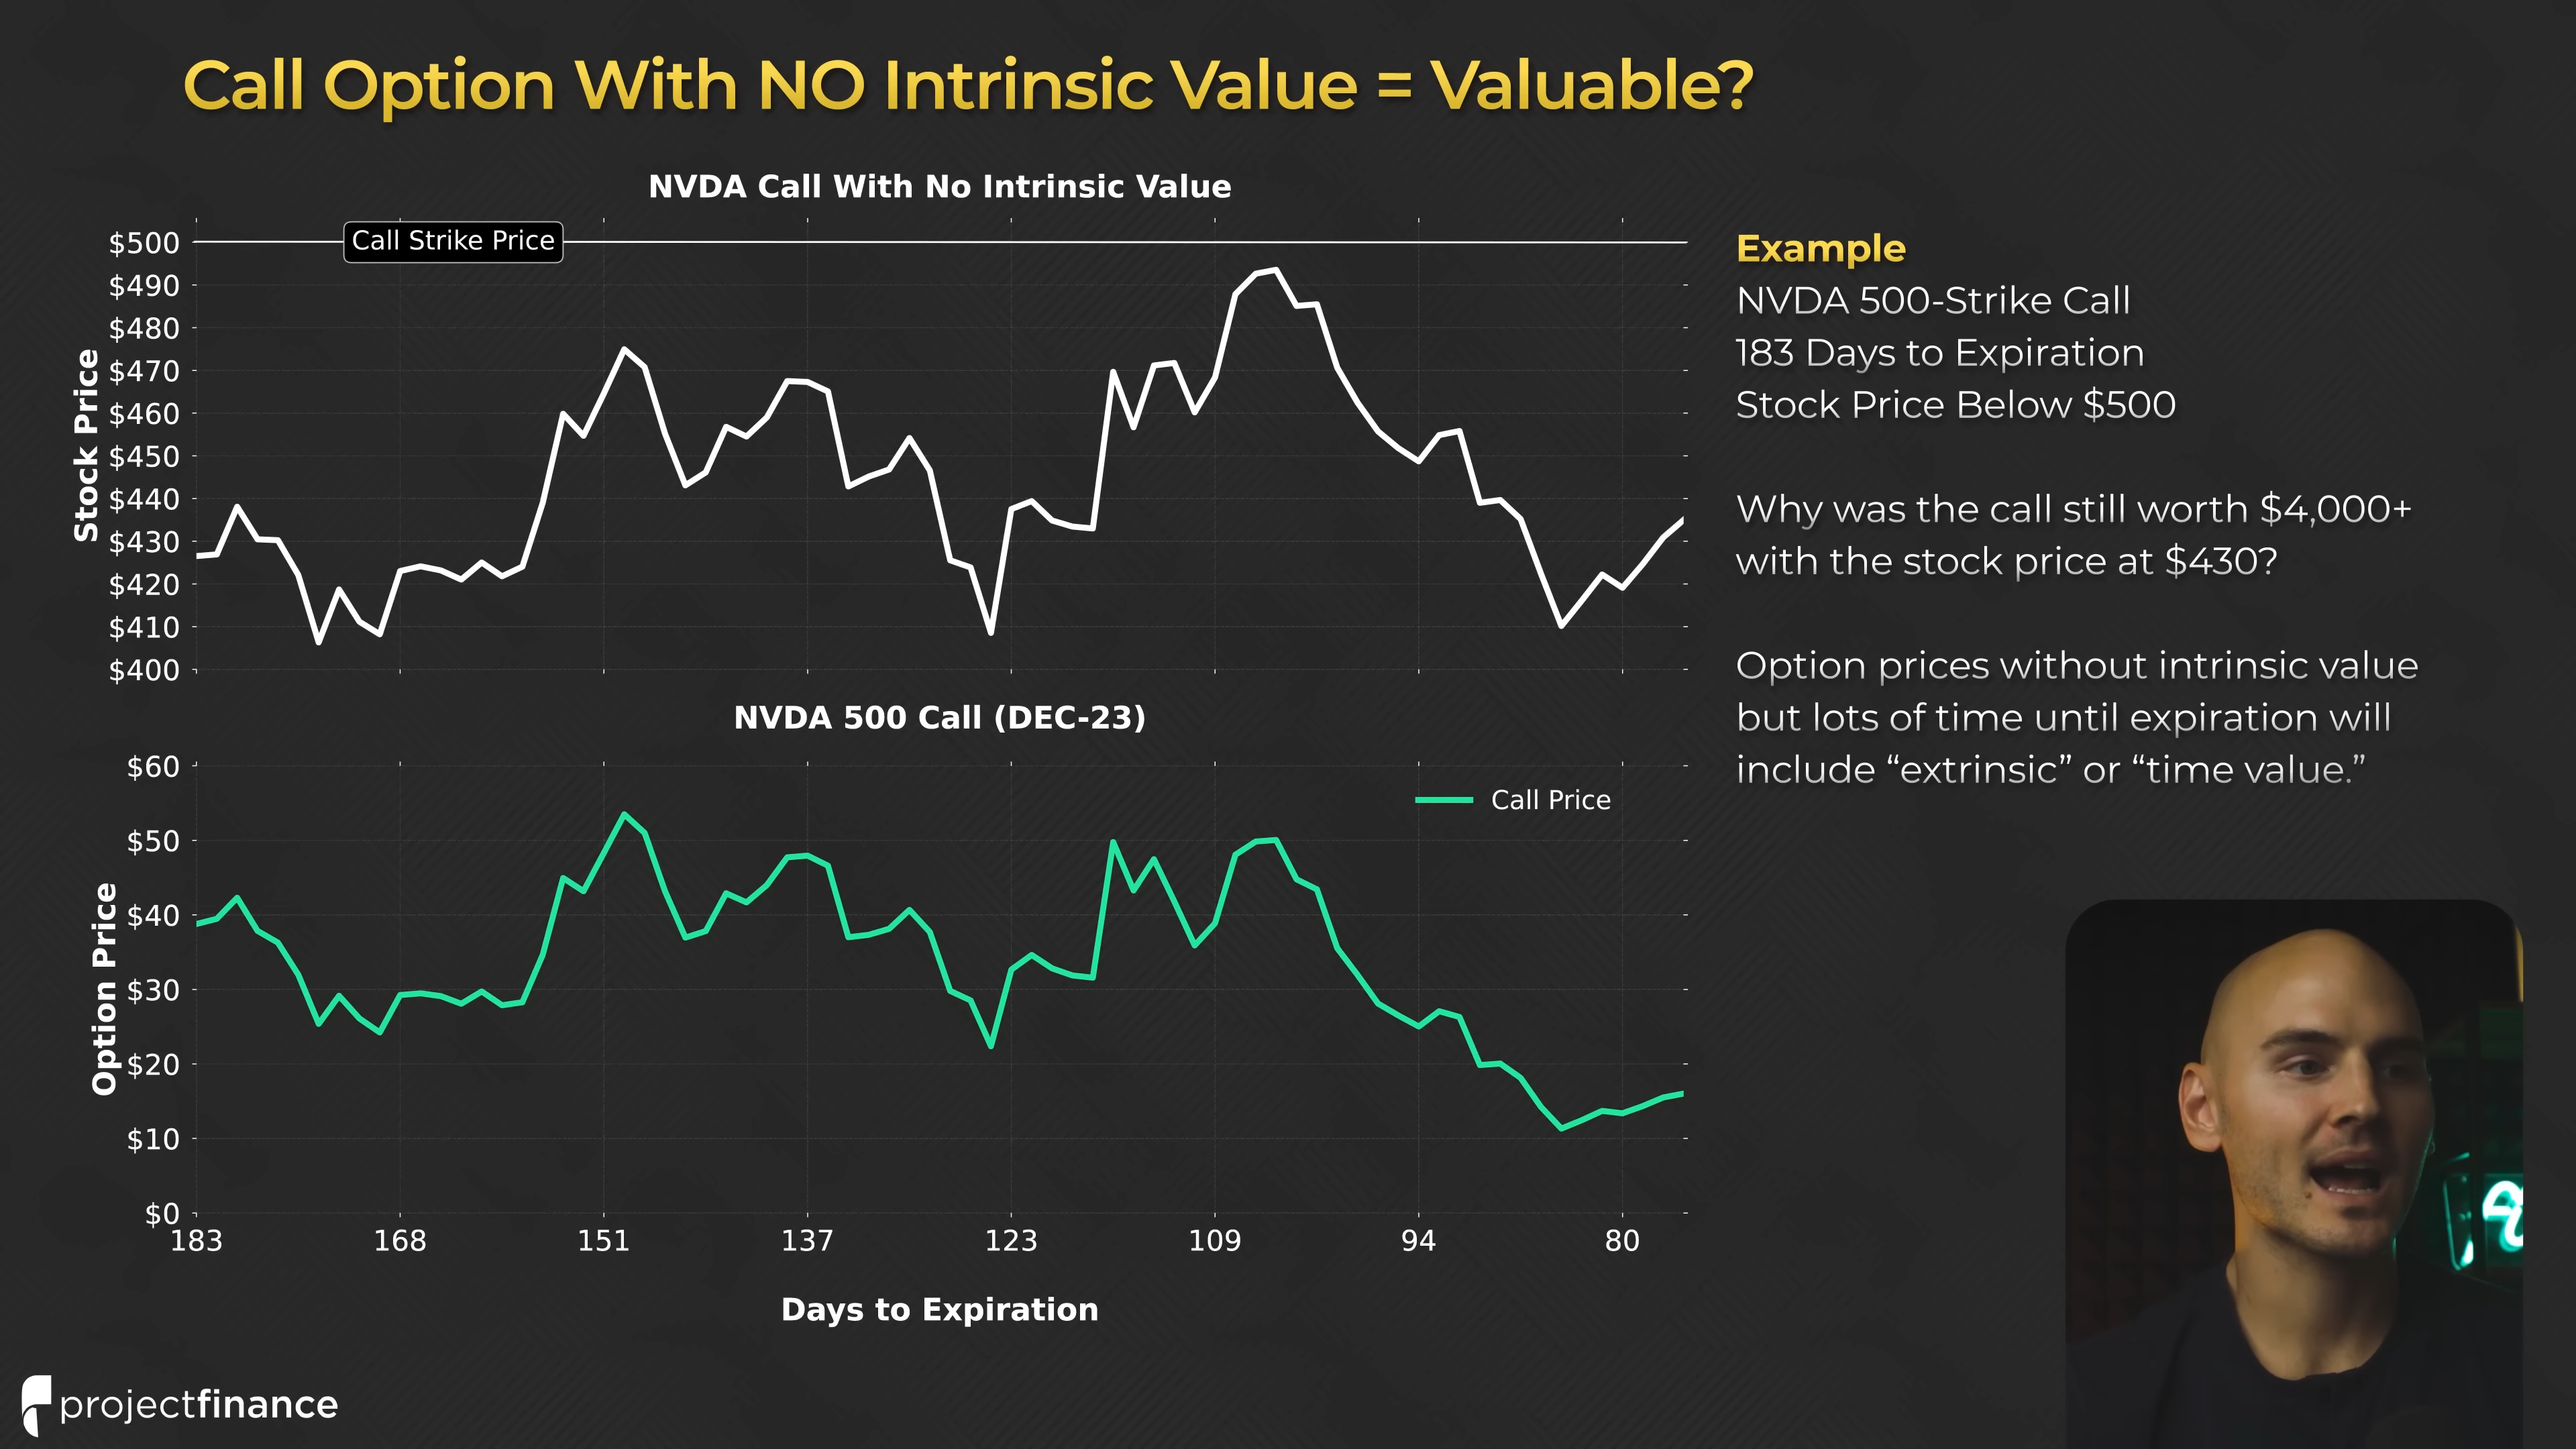 Call Option With NO Intrinsic Value = Valuable?
NVDA Call With No Intrinsic Value
Call Strike Price
$500
$490
$480
$470
$460
$450
$440
$430
$420
$410
$400
Stock Price
NVDA 500 Call (DEC-23)
Call Price
$60
$50
$40
$30
$20
$10
$0
Option Price
183 168 151 137 123 109 94 80
Days to Expiration
Example
NVDA 500-Strike Call
183 Days to Expiration
Stock Price Below $500
Why was the call still worth $4,000+
with the stock price at $430?
Option prices without intrinsic value
but lots of time until expiration will
include “extrinsic” or “time value.”
projectfinance